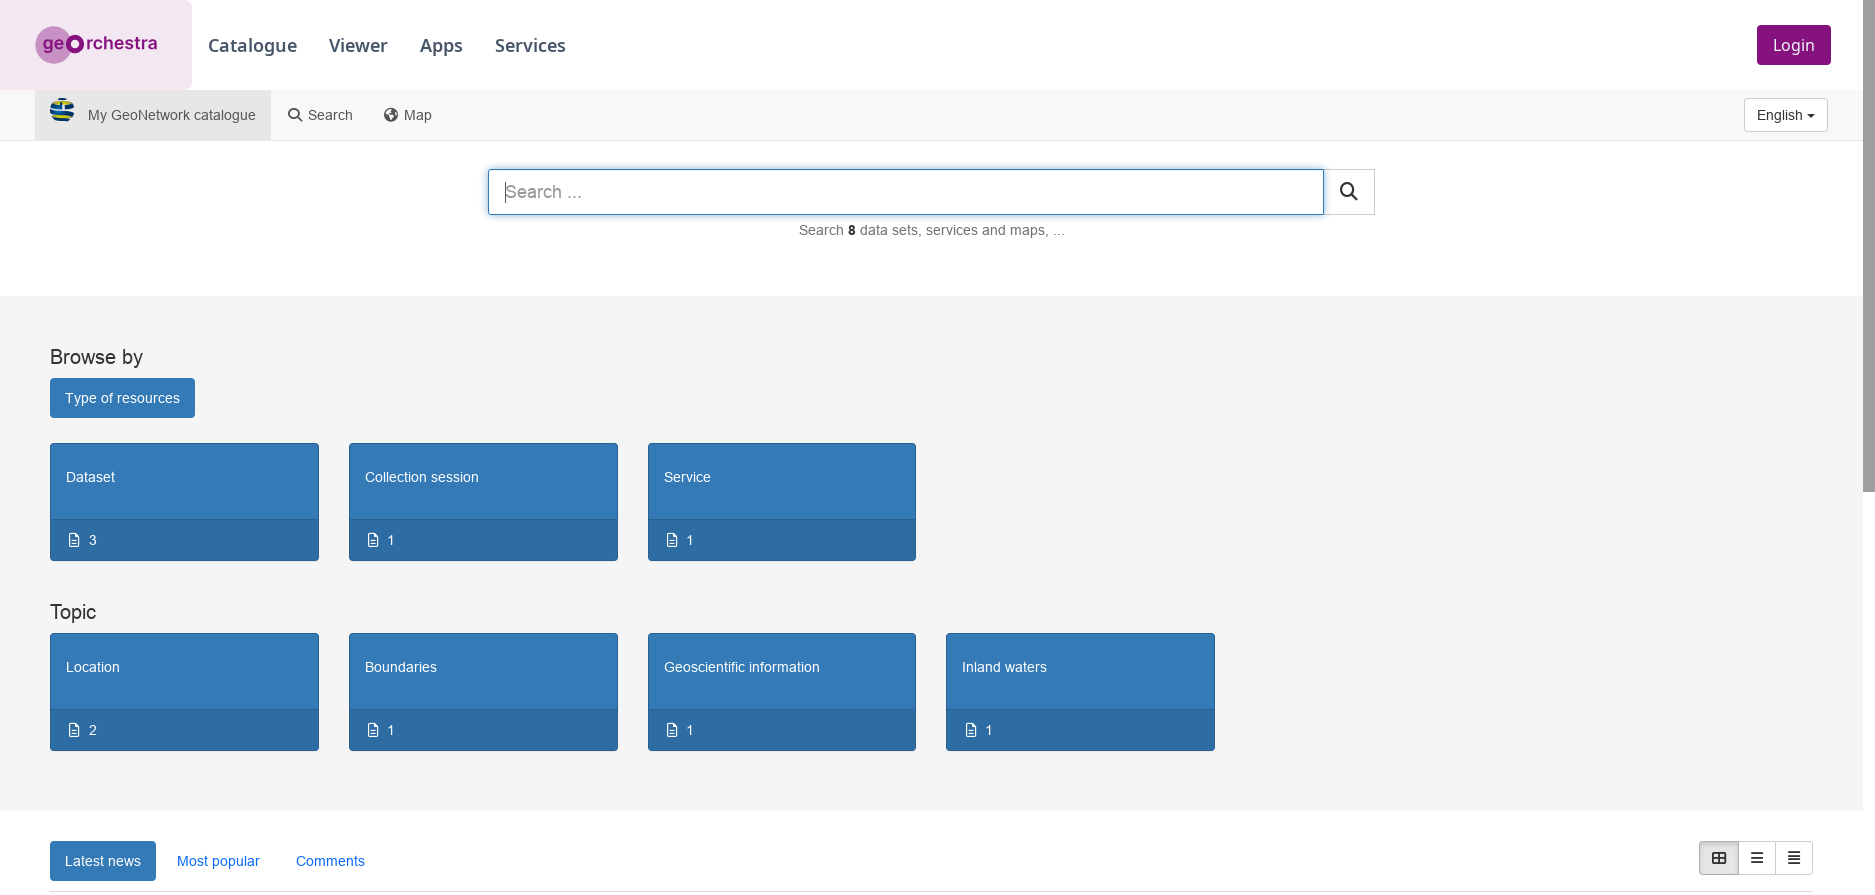 geOrchestra
Catalogue Viewer Apps Services
Login
My GeoNetwork catalogue Search Map
English
Search ...
Search 8 data sets, services and maps, ...
Browse by
Type of resources
Dataset Collection session Service
3 1 1
Topic
Location Boundaries Geoscientific information Inland waters
2 1 1 1
Latest news Most popular Comments